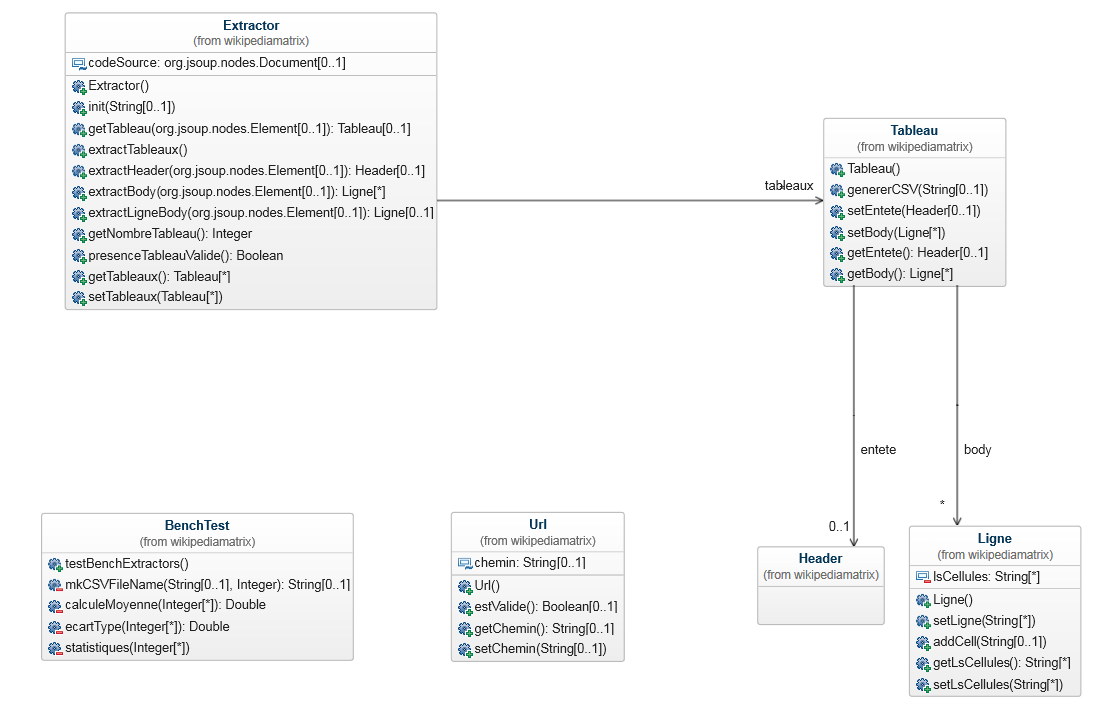 Extractor
(from wikipediamatrix)
codeSource: org.jsoup.nodes.Document[0..1]
Extractor()
init(String[0..1])
getTableau(org.jsoup.nodes.Element[0..1]): Tableau[0..1]
extractTableaux()
extractHeader(org.jsoup.nodes.Element[0..1]): Header[0..1]
extractBody(org.jsoup.nodes.Element[0..1]): Ligne[*]
extractLigneBody(org.jsoup.nodes.Element[0..1]): Ligne[0..1]
getNombreTableau(): Integer
presenceTableauValide(): Boolean
getTableaux(): Tableau[*]
setTableaux(Tableau[*])
tableaux
Tableau
(from wikipediamatrix)
Tableau()
genererCSV(String[0..1])
setEntete(Header[0..1])
setBody(Ligne[*])
getEntete(): Header[0..1]
getBody(): Ligne[*]
entete
0..1
body
*
BenchTest
(from wikipediamatrix)
testBenchExtractors()
mkCSVFileName(String[0..1], Integer): String[0..1]
calculeMoyenne(Integer[*]): Double
ecartType(Integer[*]): Double
statistiques(Integer[*])
Url
(from wikipediamatrix)
chemin: String[0..1]
Url()
estValide(): Boolean[0..1]
getChemin(): String[0..1]
setChemin(String[0..1])
Header
(from wikipediamatrix)
Ligne
(from wikipediamatrix)
lsCellules: String[*]
Ligne()
setLigne(String[*])
addCell(String[0..1])
getLsCellules(): String[*]
setLsCellules(String[*])